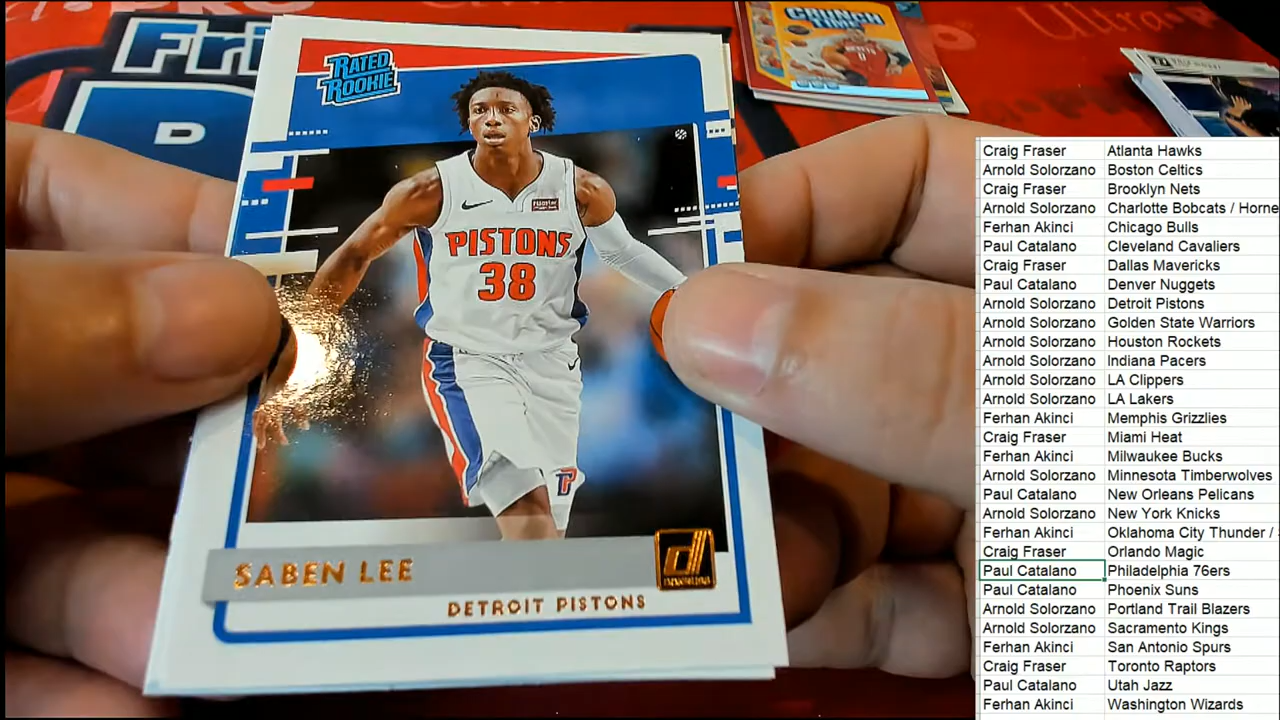 Ultra-PRO
Fri
D
CRUNCH
TIME
RATED
ROOKIE
PISTONS
38
SABEN LEE
DETROIT PISTONS
d
DONRUSS
Craig Fraser Atlanta Hawks
Arnold Solorzano Boston Celtics
Craig Fraser Brooklyn Nets
Arnold Solorzano Charlotte Bobcats / Horne
Ferhan Akinci Chicago Bulls
Paul Catalano Cleveland Cavaliers
Craig Fraser Dallas Mavericks
Paul Catalano Denver Nuggets
Arnold Solorzano Detroit Pistons
Arnold Solorzano Golden State Warriors
Arnold Solorzano Houston Rockets
Arnold Solorzano Indiana Pacers
Arnold Solorzano LA Clippers
Arnold Solorzano LA Lakers
Ferhan Akinci Memphis Grizzlies
Craig Fraser Miami Heat
Ferhan Akinci Milwaukee Bucks
Arnold Solorzano Minnesota Timberwolves
Paul Catalano New Orleans Pelicans
Arnold Solorzano New York Knicks
Ferhan Akinci Oklahoma City Thunder /
Craig Fraser Orlando Magic
Paul Catalano Philadelphia 76ers
Paul Catalano Phoenix Suns
Arnold Solorzano Portland Trail Blazers
Arnold Solorzano Sacramento Kings
Ferhan Akinci San Antonio Spurs
Craig Fraser Toronto Raptors
Paul Catalano Utah Jazz
Ferhan Akinci Washington Wizards